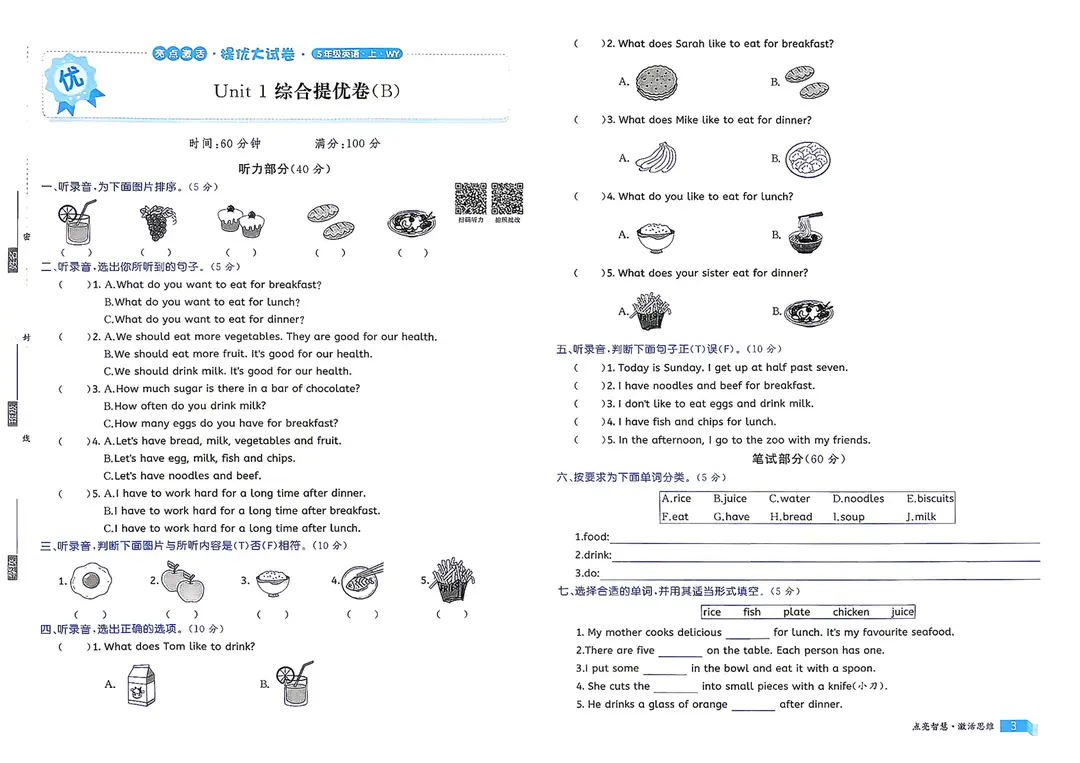 亮点激活·提优大试卷·5年级英语·上·WY
优
Unit 1 综合提优卷(B)
时间:60 分钟 满分:100 分
听力部分(40 分)
一、听录音,为下面图片排序。(5 分)
扫码听力 拍照批改
( ) ( ) ( ) ( ) ( )
二、听录音,选出你所听到的句子。(5 分)
( )1. A.What do you want to eat for breakfast?
B.What do you want to eat for lunch?
C.What do you want to eat for dinner?
( )2. A.We should eat more vegetables. They are good for our health.
B.We should eat more fruit. It's good for our health.
C.We should drink milk. It's good for our health.
( )3. A.How much sugar is there in a bar of chocolate?
B.How often do you drink milk?
C.How many eggs do you have for breakfast?
( )4. A.Let's have bread, milk, vegetables and fruit.
B.Let's have egg, milk, fish and chips.
C.Let's have noodles and beef.
( )5. A.I have to work hard for a long time after dinner.
B.I have to work hard for a long time after breakfast.
C.I have to work hard for a long time after lunch.
三、听录音,判断下面图片与所听内容是(T)否(F)相符。(10 分)
1. 2. 3. 4. 5.
FRIES
( ) ( ) ( ) ( ) ( )
四、听录音,选出正确的选项。(10 分)
( )1. What does Tom like to drink?
A. B.
密
封
线
( )2. What does Sarah like to eat for breakfast?
A. B.
( )3. What does Mike like to eat for dinner?
A. B.
( )4. What do you like to eat for lunch?
A. B.
( )5. What does your sister eat for dinner?
A. B.
FRIES
五、听录音,判断下面句子正(T)误(F)。(10 分)
( )1. Today is Sunday. I get up at half past seven.
( )2. I have noodles and beef for breakfast.
( )3. I don't like to eat eggs and drink milk.
( )4. I have fish and chips for lunch.
( )5. In the afternoon, I go to the zoo with my friends.
笔试部分(60 分)
六、按要求为下面单词分类。(5 分)
A.rice B.juice C.water D.noodles E.biscuits
F.eat G.have H.bread I.soup J.milk
1.food:
2.drink:
3.do:
七、选择合适的单词,并用其适当形式填空。(5 分)
rice fish plate chicken juice
1. My mother cooks delicious ______ for lunch. It's my favourite seafood.
2.There are five ______ on the table. Each person has one.
3.I put some ______ in the bowl and eat it with a spoon.
4. She cuts the ______ into small pieces with a knife(小刀).
5. He drinks a glass of orange ______ after dinner.
点亮智慧·激活思维 3